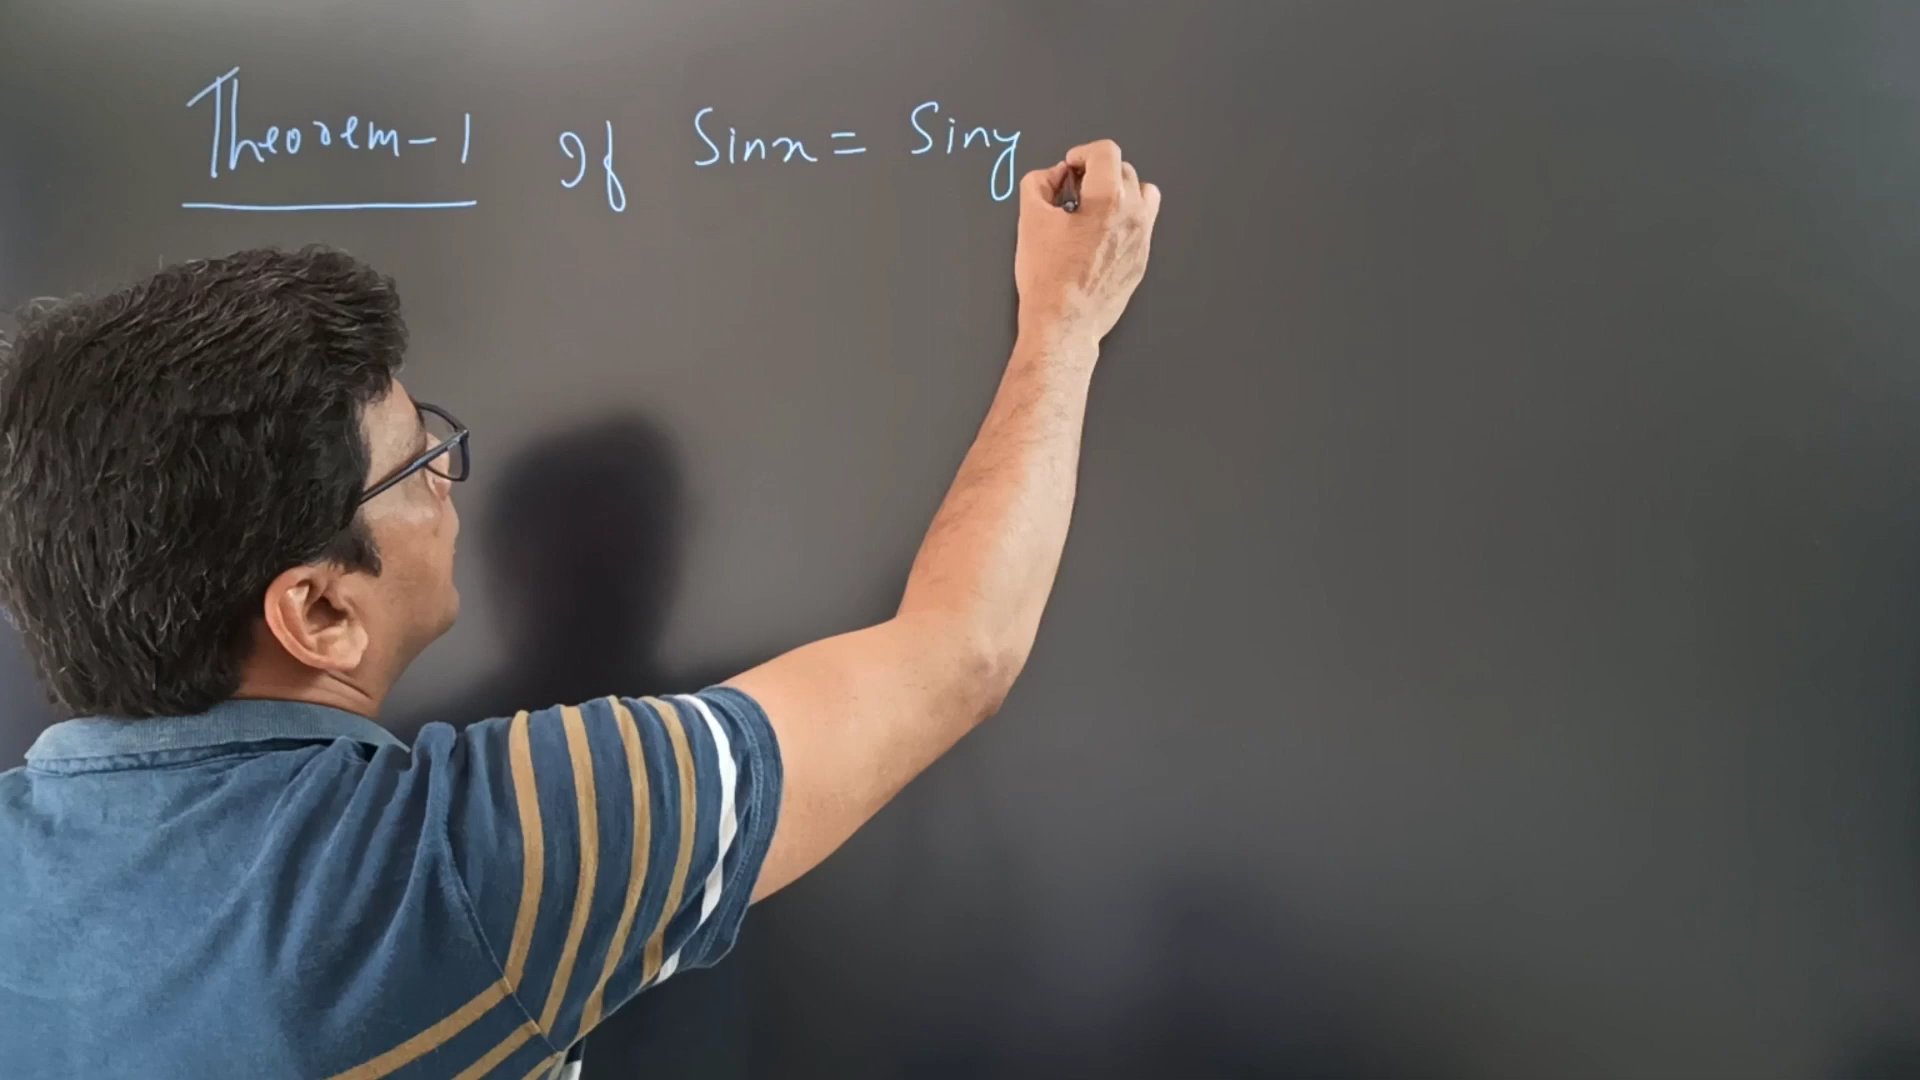 Theorem-1 If Sinx = Siny